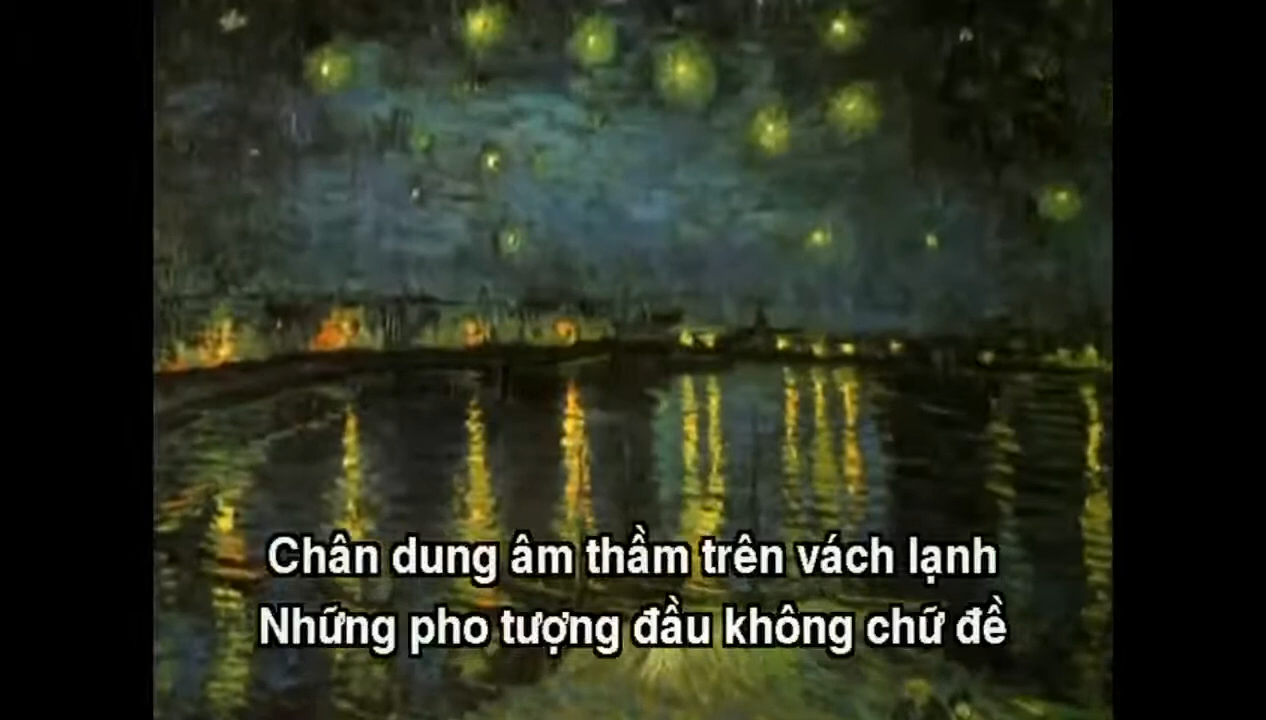 Chân dung âm thầm trên vách lạnh
Những pho tượng đầu không chữ đề